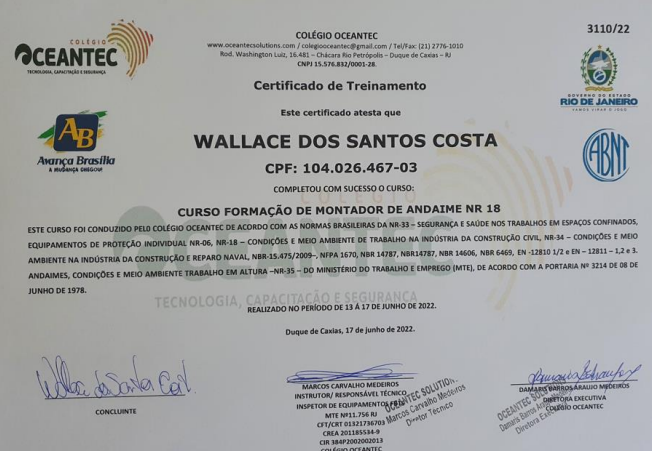 COLÉGIO
OCEANTEC
TECNOLOGIA, CAPACITAÇÃO E SEGURANÇA
COLÉGIO OCEANTEC
www.oceantecsolutions.com / colegiooceantec@gmail.com / Tel/Fax: (21) 2776-1010
Rod. Washington Luiz, 16.481 – Chácara Rio Petrópolis – Duque de Caxias – RJ
CNPJ 15.576.832/0001-28.
3110/22
GOVERNO DO ESTADO
RIO DE JANEIRO
VAMOS VIRAR O JOGO
Certificado de Treinamento
Este certificado atesta que
AB
Avança Brasília
A MUDANÇA CHEGOU!
WALLACE DOS SANTOS COSTA
ABNT
CPF: 104.026.467-03
COMPLETOU COM SUCESSO O CURSO:
CURSO FORMAÇÃO DE MONTADOR DE ANDAIME NR 18
ESTE CURSO FOI CONDUZIDO PELO COLÉGIO OCEANTEC DE ACORDO COM AS NORMAS BRASILEIRAS DA NR-33 – SEGURANÇA E SAÚDE NOS TRABALHOS EM ESPAÇOS CONFINADOS,
EQUIPAMENTOS DE PROTEÇÃO INDIVIDUAL NR-06, NR-18 – CONDIÇÕES E MEIO AMBIENTE DE TRABALHO NA INDÚSTRIA DA CONSTRUÇÃO CIVIL, NR-34 – CONDIÇÕES E MEIO
AMBIENTE NA INDÚSTRIA DA CONSTRUÇÃO E REPARO NAVAL, NBR-15.475/2009–, NFPA 1670, NBR 14787, NBR14787, NBR 14606, NBR 6469, EN -12810 1/2 e EN – 12811 – 1,2 e 3.
ANDAIMES, CONDIÇÕES E MEIO AMBIENTE TRABALHO EM ALTURA –NR-35 – DO MINISTÉRIO DO TRABALHO E EMPREGO (MTE), DE ACORDO COM A PORTARIA Nº 3214 DE 08 DE
JUNHO DE 1978.
COLÉGIO
OCEANTEC
TECNOLOGIA, CAPACITAÇÃO E SEGURANÇA
REALIZADO NO PERÍODO DE 13 À 17 JUNHO DE 2022.
Duque de Caxias, 17 de junho de 2022.
Wallace dos Santos Cost
CONCLUINTE
MARCOS CARVALHO MEDEIROS
INSTRUTOR/ RESPONSÁVEL TÉCNICO
INSPETOR DE EQUIPAMENTOS
MTE Nº11.756 RJ
CFT/CRT 01321736703
CREA 201185534-9
CIR 384P2002002013
COLÉGIO OCEANTEC
OCEANTEC SOLUTION.
Marcos Carvalho Medeiros
Diretor Tecnico
DAMARIS BARROS ARAUJO MEDEIROS
DIRETORA EXECUTIVA
COLÉGIO OCEANTEC
OCEANTEC SOLUTION
Damaris Barros
Diretora